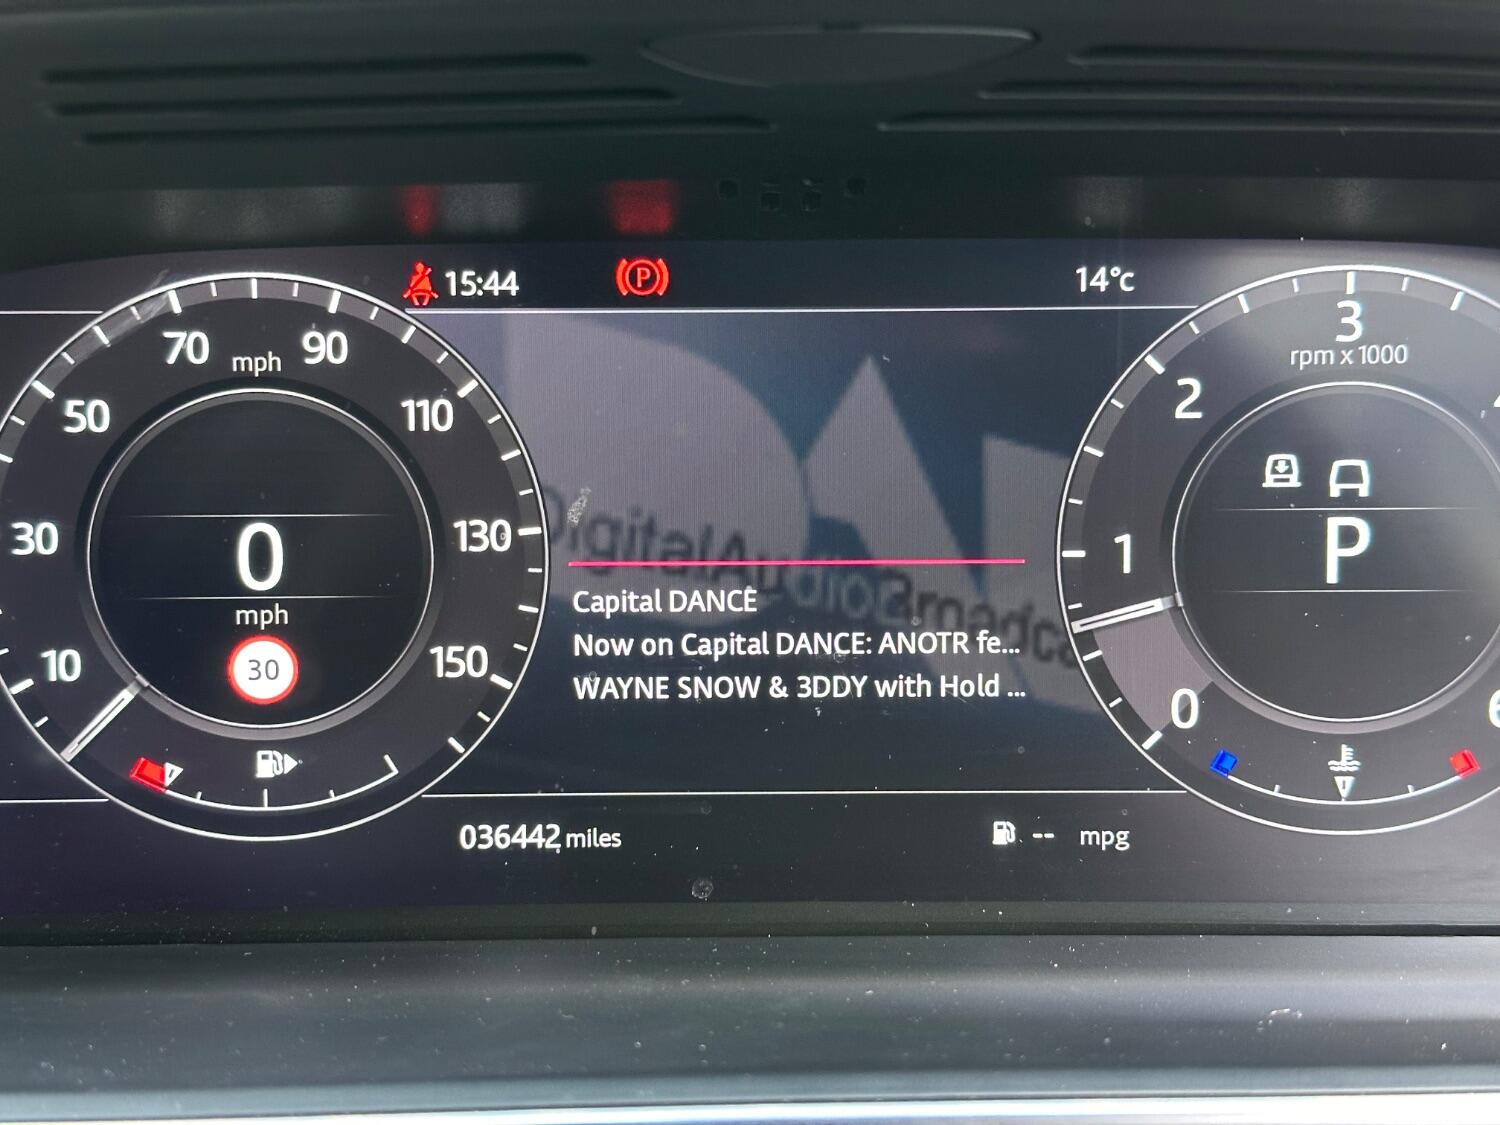 15:44
P
14°c
70 mph 90
50
110
30
130
10
150
0
mph
30
DigitalAudioBroadca
Capital DANCE
Now on Capital DANCE: ANOTR fe...
WAYNE SNOW & 3DDY with Hold ...
3
rpm x 1000
2
1
0
P
036442 miles
-- mpg